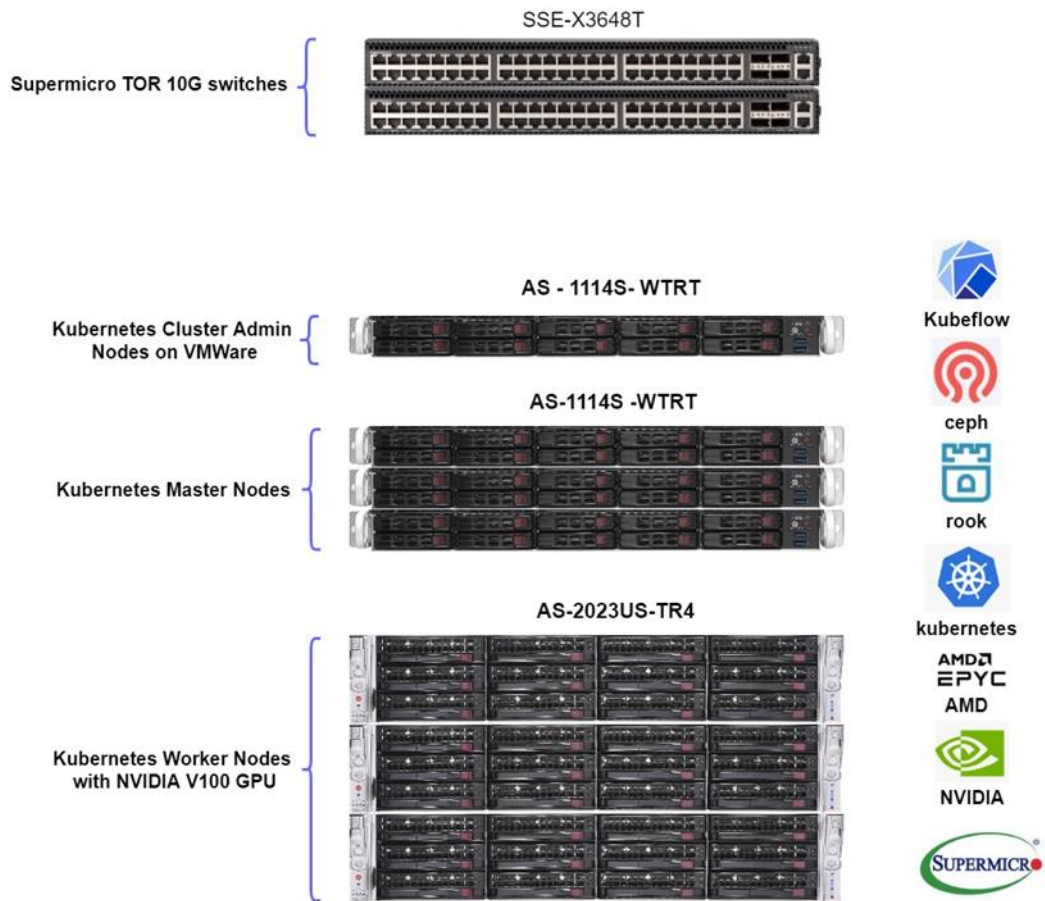 SSE-X3648T
Supermicro TOR 10G switches
AS - 1114S- WTRT
Kubernetes Cluster Admin
Nodes on VMWare
Kubeflow
AS-1114S -WTRT
ceph
Kubernetes Master Nodes
rook
AS-2023US-TR4
kubernetes
AMD
EPYC
AMD
Kubernetes Worker Nodes
with NVIDIA V100 GPU
NVIDIA
SUPERMICRO